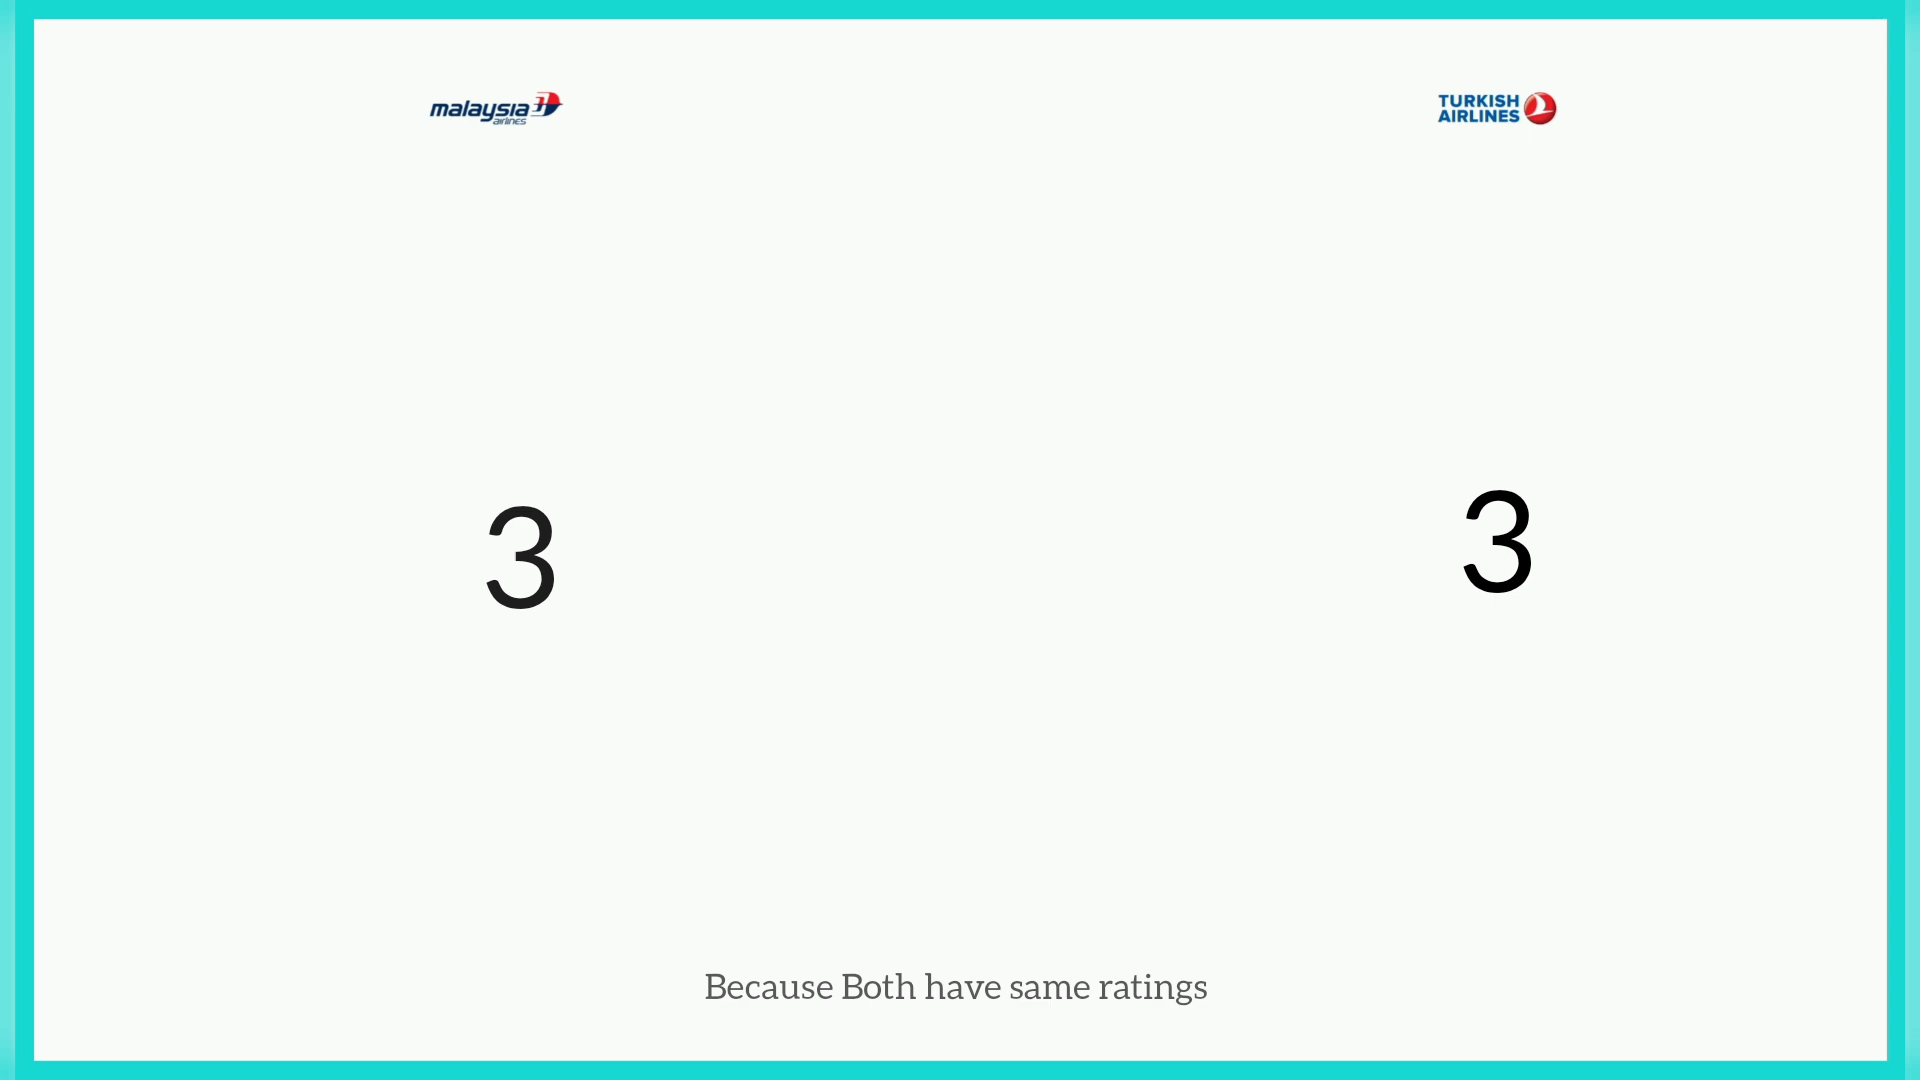 malaysia
airlines
TURKISH
AIRLINES
3
3
Because Both have same ratings